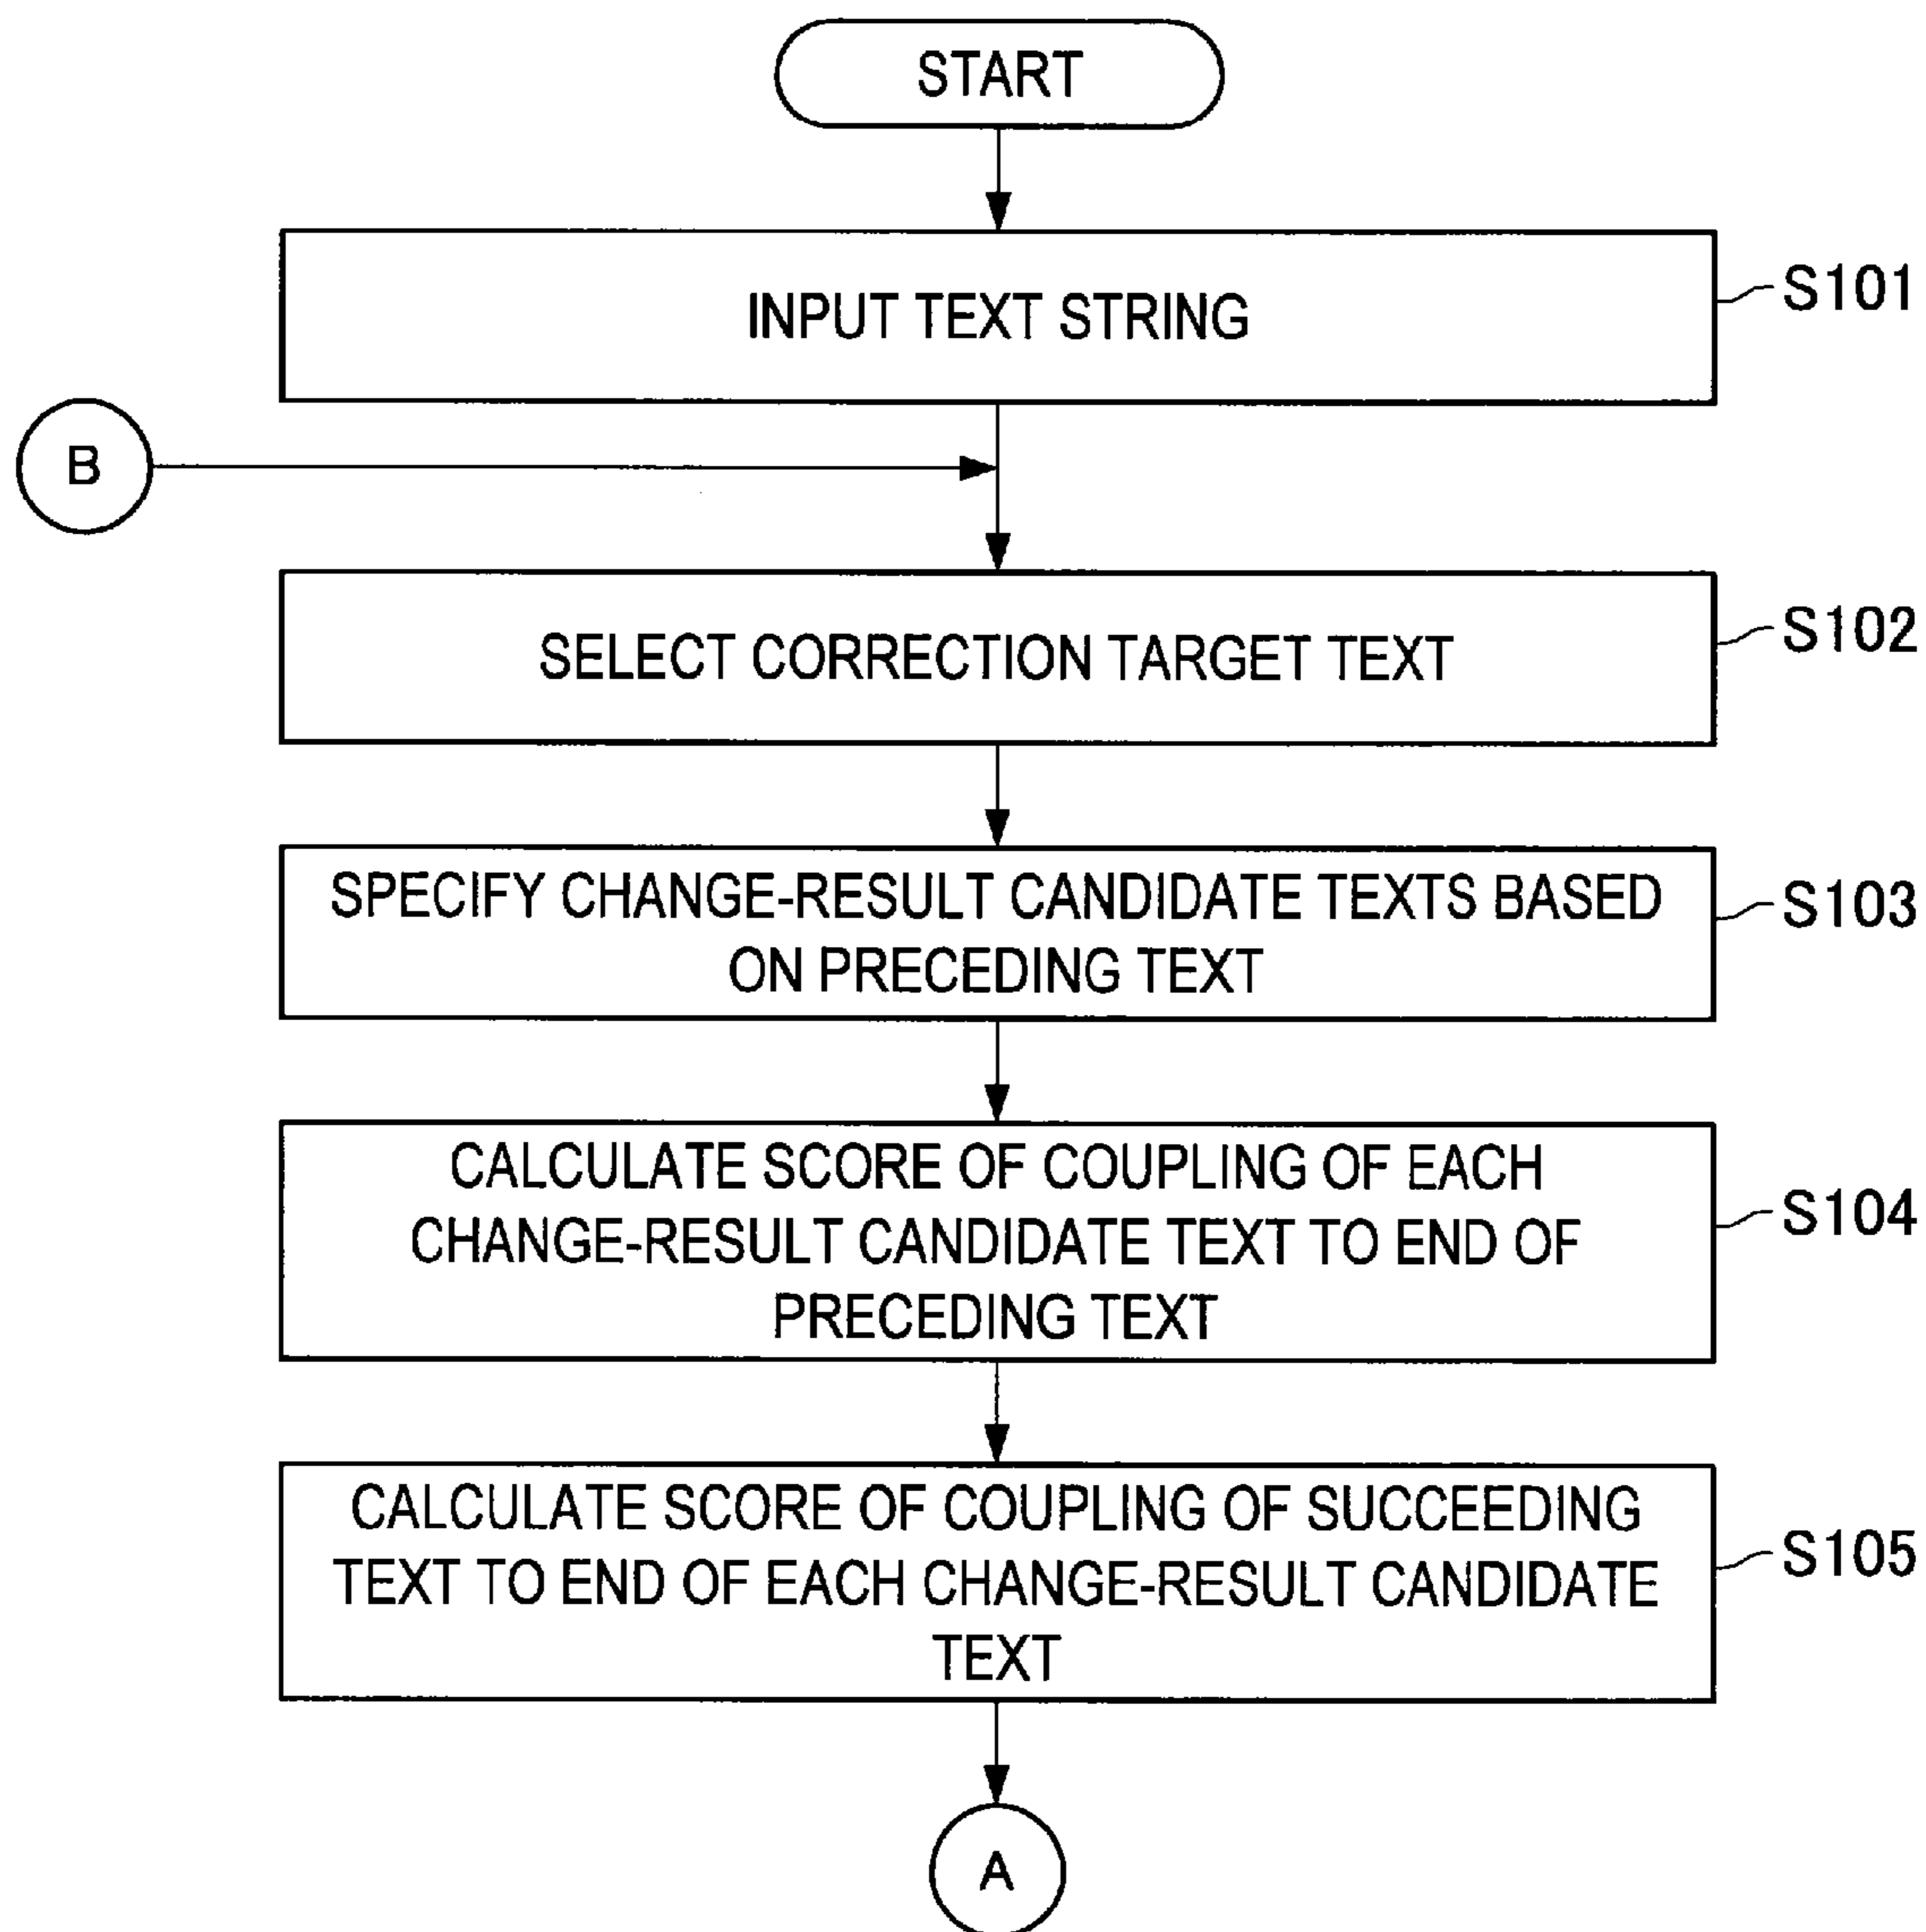 START
INPUT TEXT STRING
S101
B
SELECT CORRECTION TARGET TEXT
S102
SPECIFY CHANGE-RESULT CANDIDATE TEXTS BASED
ON PRECEDING TEXT
S103
CALCULATE SCORE OF COUPLING OF EACH
CHANGE-RESULT CANDIDATE TEXT TO END OF
PRECEDING TEXT
S104
CALCULATE SCORE OF COUPLING OF SUCCEEDING
TEXT TO END OF EACH CHANGE-RESULT CANDIDATE
TEXT
S105
A